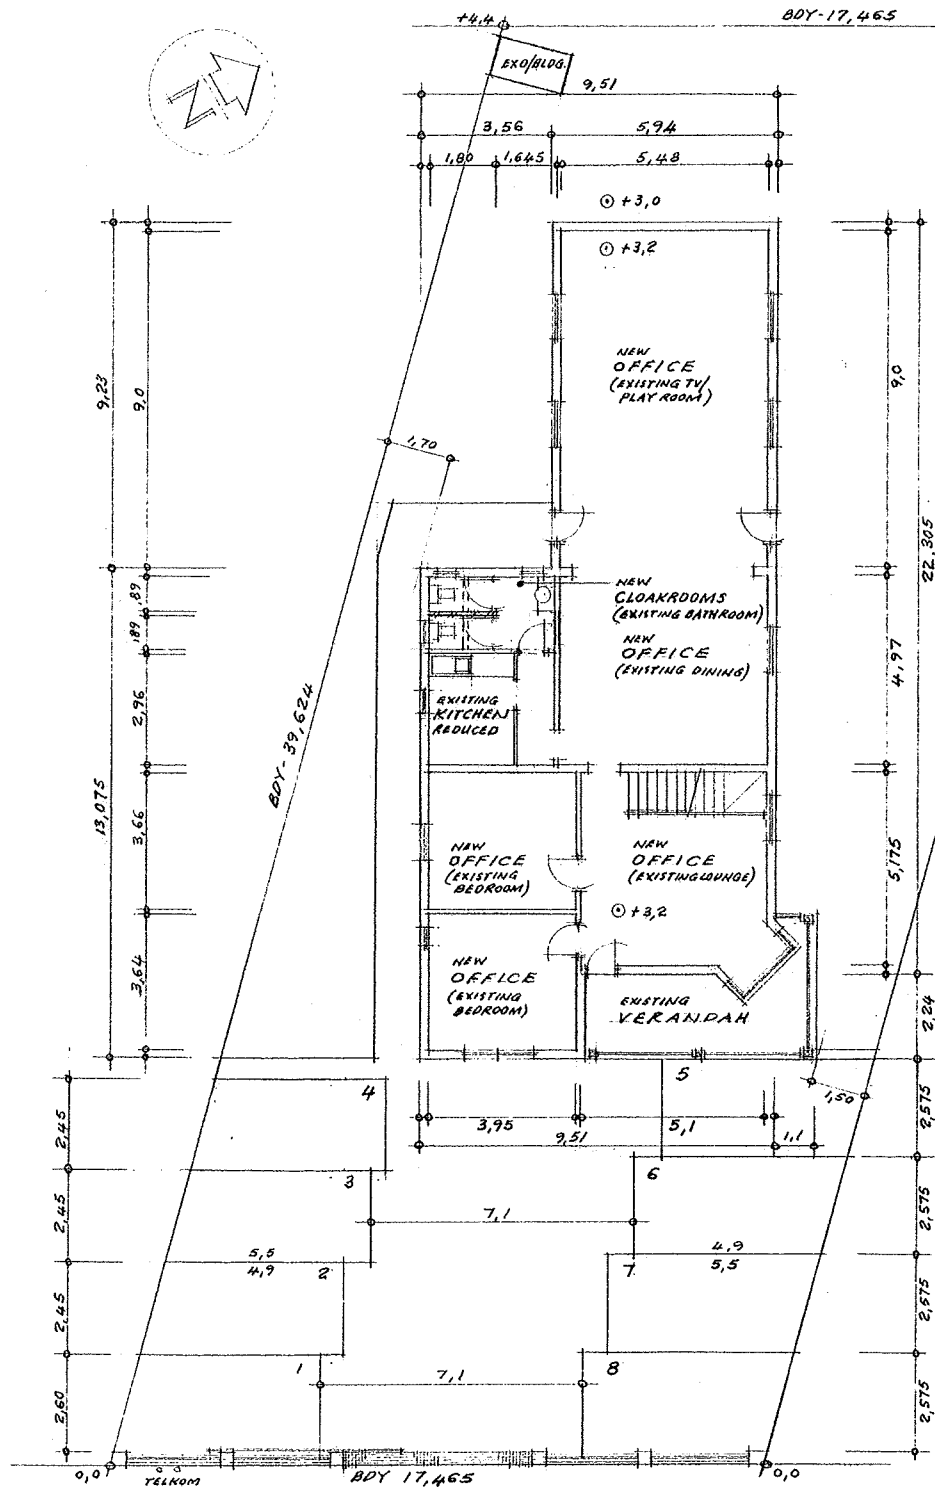 +4,4
BDY-17,465
N
EXO/BLDG.
9,51
3,56
5,94
1,80
1,645
5,48
+3,0
+3,2
NEW
OFFICE
(EXISTING TV/
PLAY ROOM)
9,23
9,0
9,0
1,70
22,305
NEW
CLOAKROOMS
(EXISTING BATHROOM)
NEW
OFFICE
(EXISTING DINING)
,89
,89
4,97
EXISTING
KITCHEN
REDUCED
2,96
BDY-39,624
13,075
3,66
NEW
OFFICE
(EXISTING
BEDROOM)
NEW
OFFICE
(EXISTING LOUNGE)
5,175
+3,2
3,64
NEW
OFFICE
(EXISTING
BEDROOM)
EXISTING
VERANDAH
2,24
4
5
1,50
2,45
3,95
5,1
9,51
1,1
2,575
3
6
2,45
7,1
2,575
5,5
4,9
2
7
4,9
5,5
2,45
2,575
1
8
7,1
2,60
2,575
0,0
TELKOM
BDY 17,465
0,0